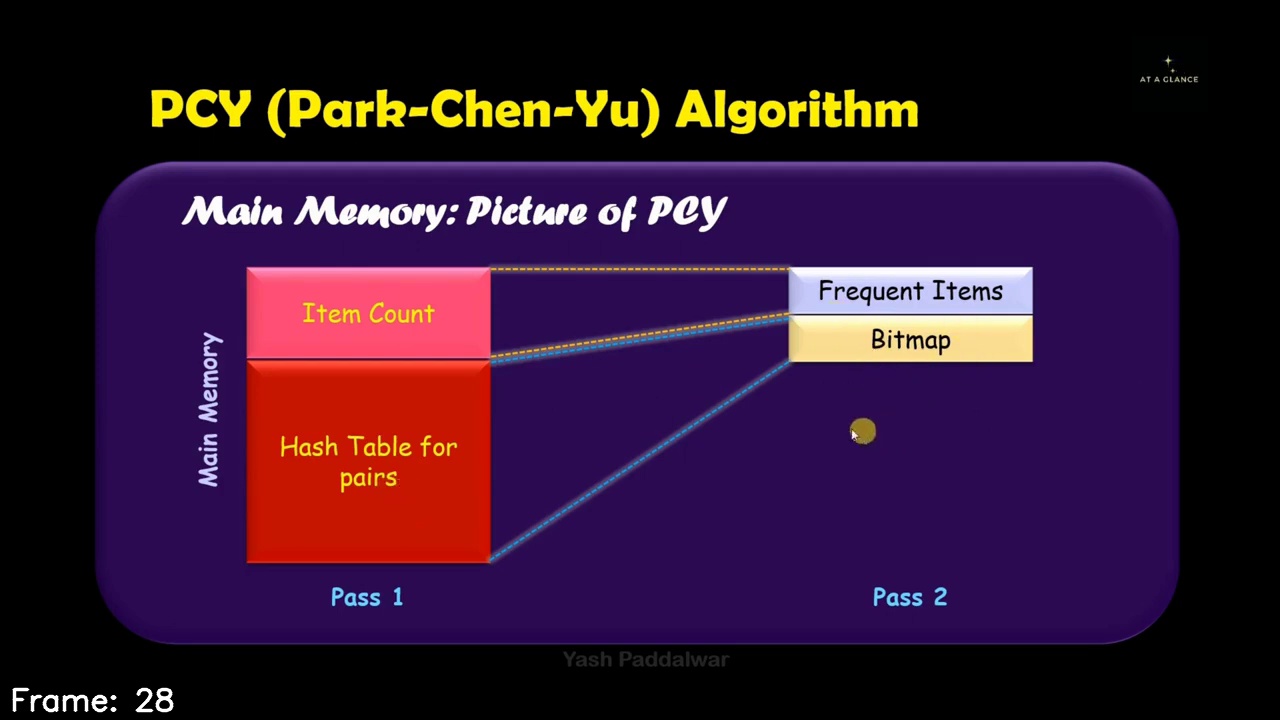 AT A GLANCE
PCY (Park-Chen-Yu) Algorithm
Main Memory: Picture of PCY
Item Count
Frequent Items
Bitmap
Main Memory
Hash Table for
pairs
Pass 1
Pass 2
Yash Paddalwar
Frame: 28